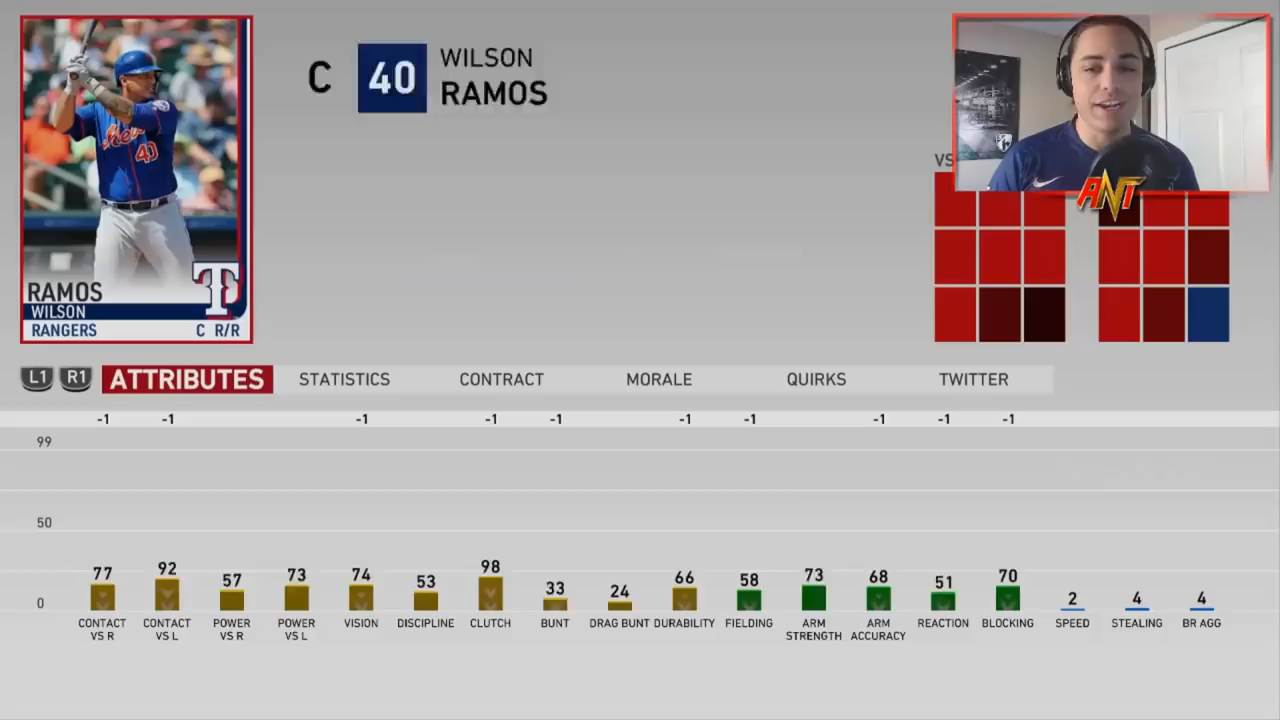 C
40
WILSON
RAMOS
Mets
40
RAMOS
WILSON
RANGERS C R/R
T
VS
ANT
L1 R1 ATTRIBUTES STATISTICS CONTRACT MORALE QUIRKS TWITTER
-1 -1 -1 -1 -1 -1 -1 -1 -1 -1
99
50
0
77 92 57 73 74 53 98 33 24 66 58 73 68 51 70 2 4 4
CONTACT VS R
CONTACT VS L
POWER VS R
POWER VS L
VISION
DISCIPLINE
CLUTCH
BUNT
DRAG BUNT
DURABILITY
FIELDING
ARM STRENGTH
ARM ACCURACY
REACTION
BLOCKING
SPEED
STEALING
BR AGG